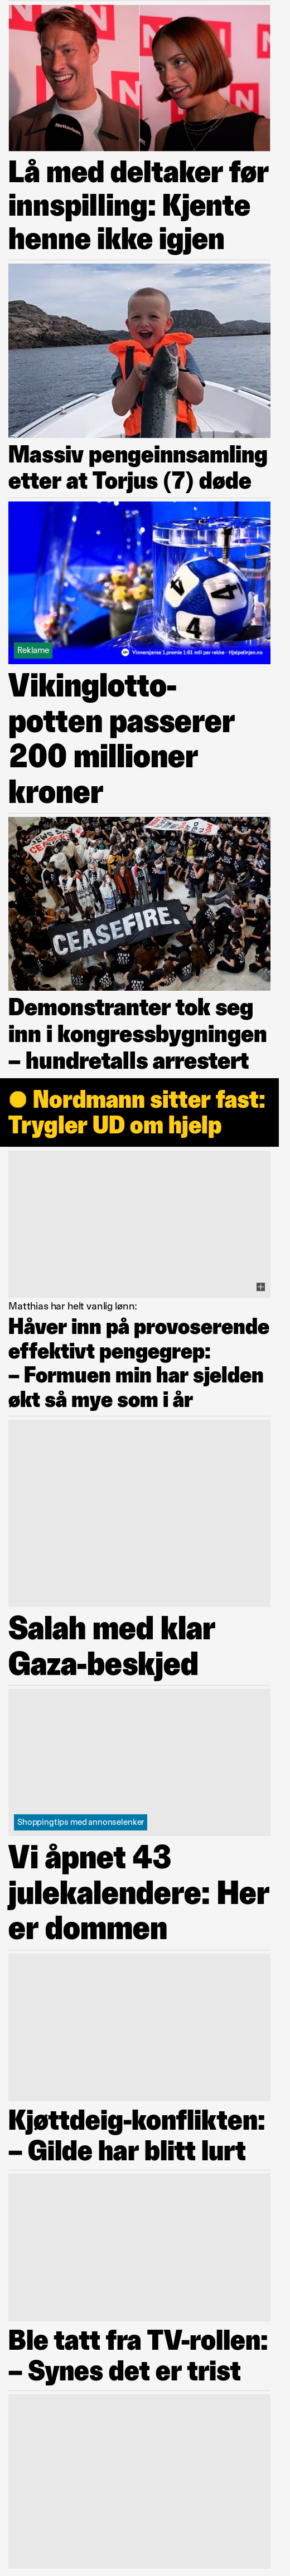 Lå med deltaker før
innspilling: Kjente
henne ikke igjen
Massiv pengeinnsamling
etter at Torjus (7) døde
Reklame
Vinnersjanse 1.premie 1:61 mill per rekke - Hjelpelinjen.no
4
4
Vikinglotto-
potten passerer
200 millioner
kroner
CEASEFIRE.
Demonstranter tok seg
inn i kongressbygningen
– hundretalls arrestert
Nordmann sitter fast:
Trygler UD om hjelp
Matthias har helt vanlig lønn:
Håver inn på provoserende
effektivt pengegrep:
– Formuen min har sjelden
økt så mye som i år
Salah med klar
Gaza-beskjed
Shoppingtips med annonselenker
Vi åpnet 43
julekalendere: Her
er dommen
Kjøttdeig-konflikten:
– Gilde har blitt lurt
Ble tatt fra TV-rollen:
– Synes det er trist